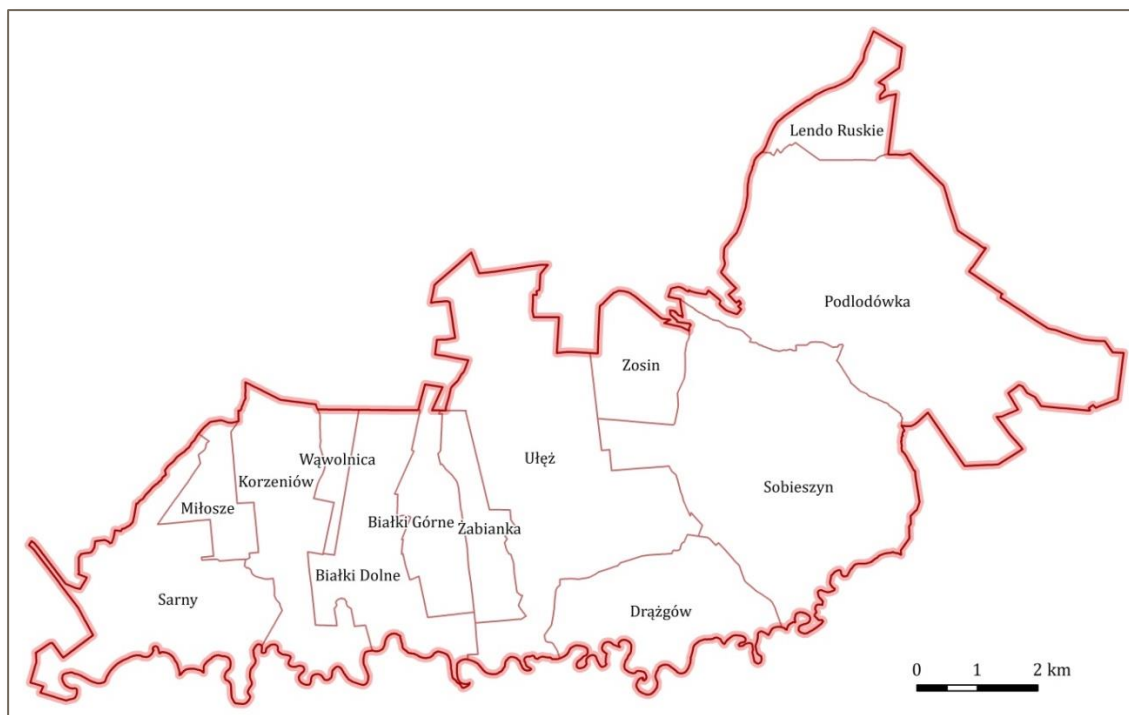 Lendo Ruskie
Podlodówka
Zosin
Ułęż
Wąwolnica
Korzeniów
Sobieszyn
Miłosze
Białki Górne
Żabianka
Białki Dolne
Sarny
Drążgów
0 1 2 km